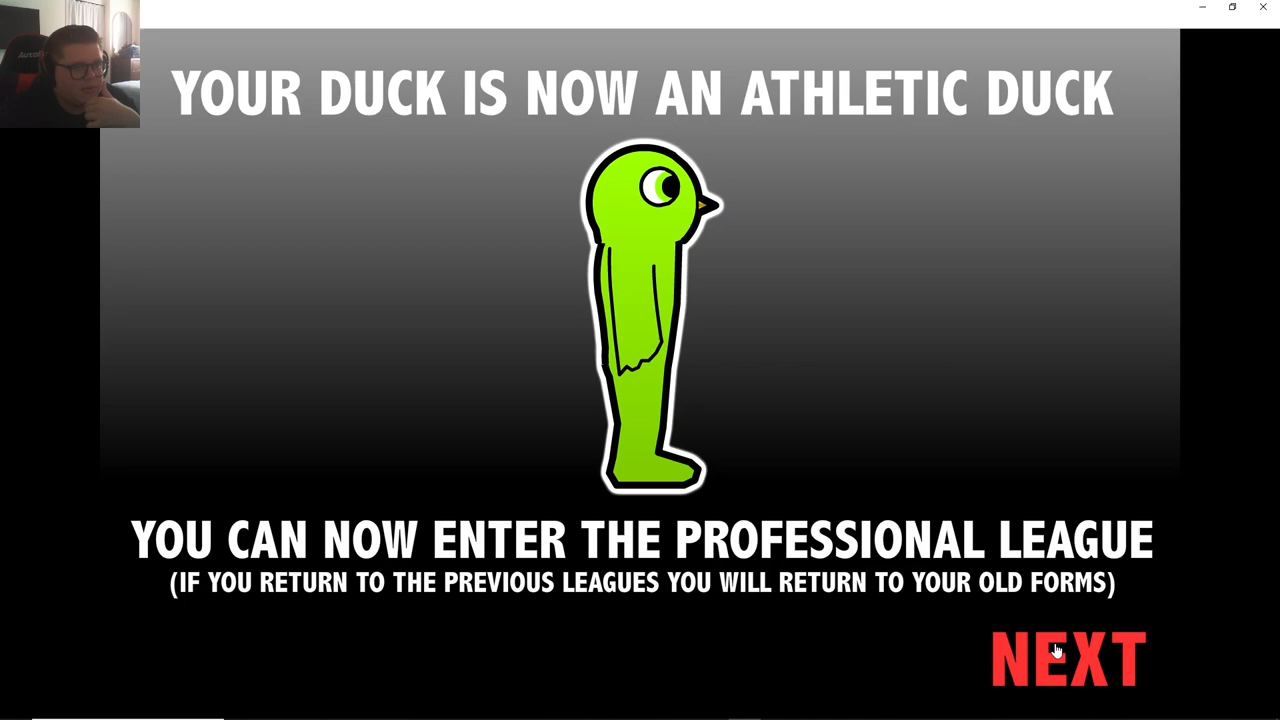 YOUR DUCK IS NOW AN ATHLETIC DUCK
YOU CAN NOW ENTER THE PROFESSIONAL LEAGUE
(IF YOU RETURN TO THE PREVIOUS LEAGUES YOU WILL RETURN TO YOUR OLD FORMS)
NEXT